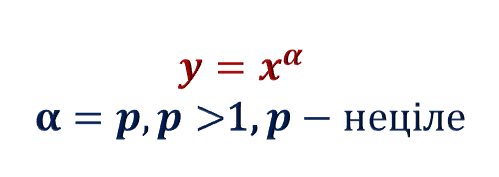 y = x^α
α = p, p >1, p − неціле